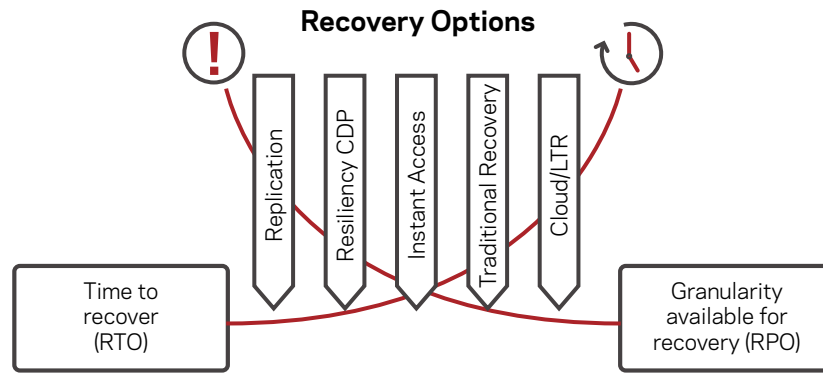 Recovery Options
!
Replication
Resiliency CDP
Instant Access
Traditional Recovery
Cloud/LTR
Time to
recover
(RTO)
Granularity
available for
recovery (RPO)